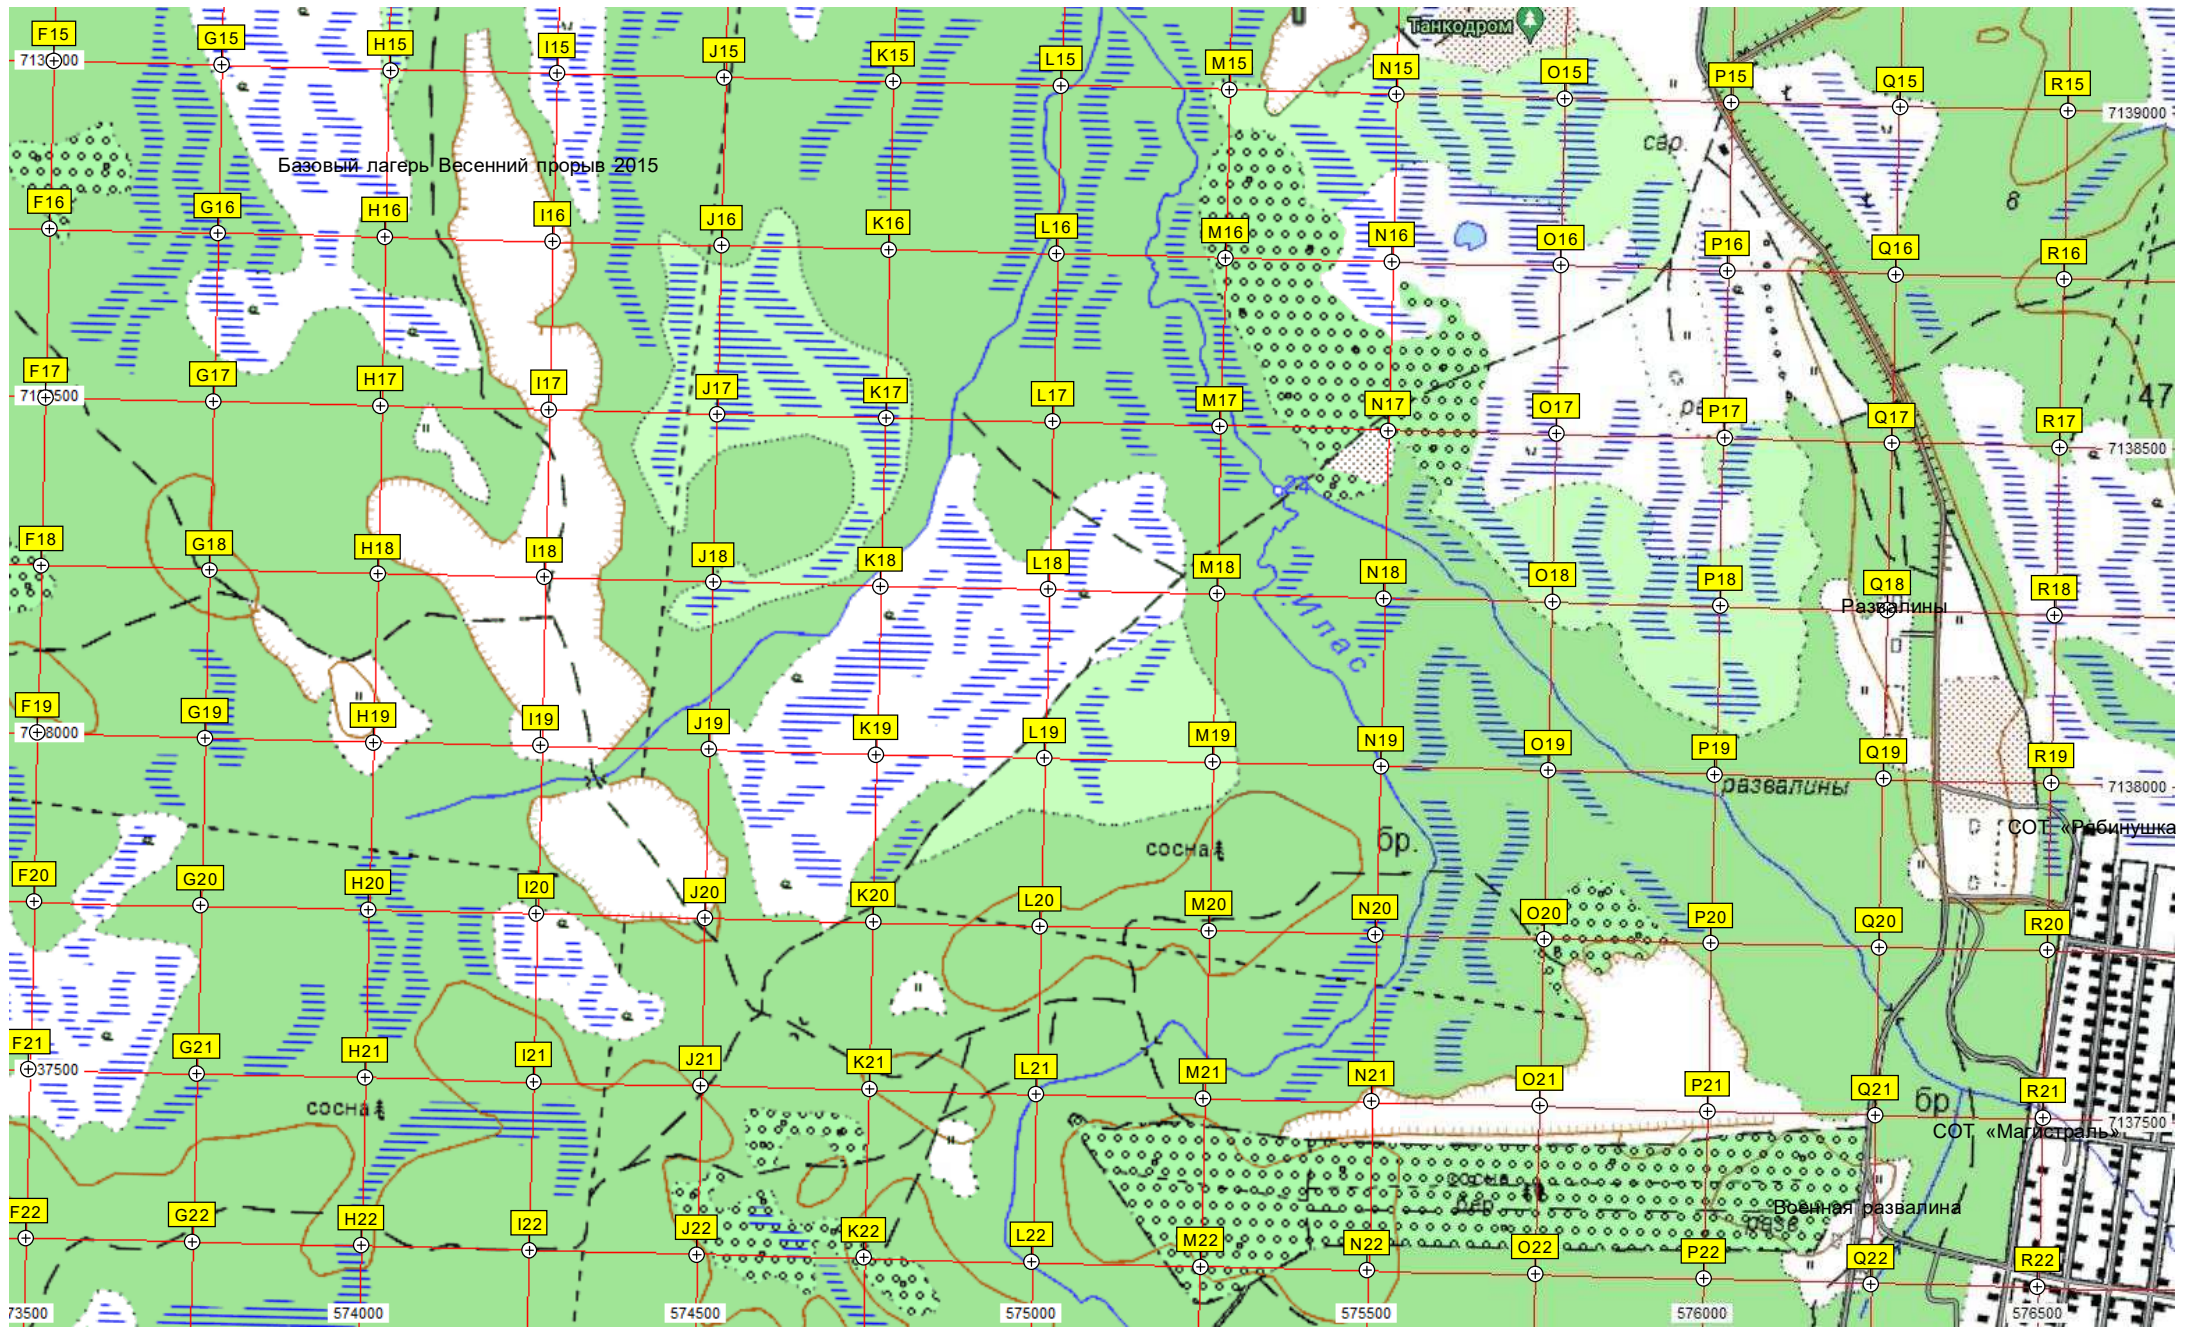 Танкодром
F15 G15 H15 I15 J15 K15 L15 M15 N15 O15 P15 Q15 R15
7139000
сар.
Базовый лагерь Весенний прорыв 2015
8
F16 G16 H16 I16 J16 K16 L16 M16 N16 O16 P16 Q16 R16
F17 G17 H17 I17 J17 K17 L17 M17 N17 O17 P17 Q17 R17
47
7138500
24
F18 G18 H18 I18 J18 K18 L18 M18 N18 O18 P18 Q18 R18
Развалины
Илас
F19 G19 H19 I19 J19 K19 L19 M19 N19 O19 P19 Q19 R19
развалины
7138000
СОТ «Рябинушка
сосна
бр.
F20 G20 H20 I20 J20 K20 L20 M20 N20 O20 P20 Q20 R20
F21 G21 H21 I21 J21 K21 L21 M21 N21 O21 P21 Q21 R21
37500
сосна
бр
7137500
СОТ «Магистраль»
сосна
Военная развалина
F22 G22 H22 I22 J22 K22 L22 M22 N22 O22 P22 Q22 R22
73500 574000 574500 575000 575500 576000 576500